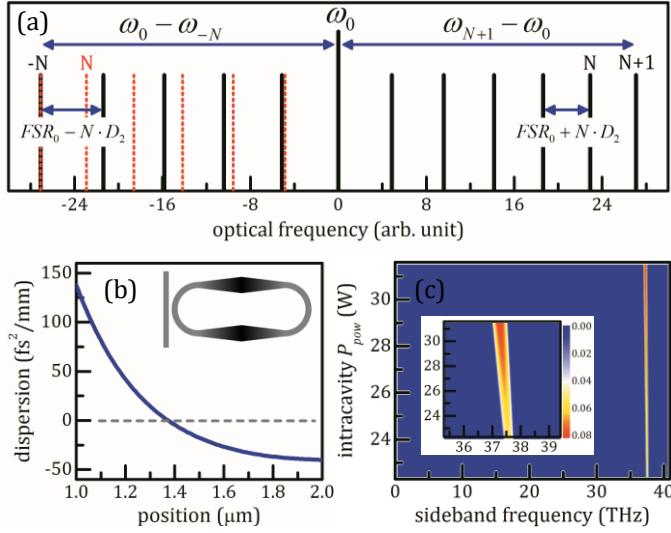 (a)
ω₀ − ω₋N
ω₀
ωN+1 − ω₀
-N
N
N
N+1
FSR₀ − N · D₂
FSR₀ + N · D₂
-24
-16
-8
0
8
16
24
optical frequency (arb. unit)
(b)
150
100
50
0
-50
dispersion (fs²/mm)
1.0
1.2
1.4
1.6
1.8
2.0
position (μm)
(c)
intracavity Ppow (W)
30
28
26
24
30
28
26
24
36
37
38
39
0.00
0.02
0.04
0.06
0.08
0
10
20
30
40
sideband frequency (THz)